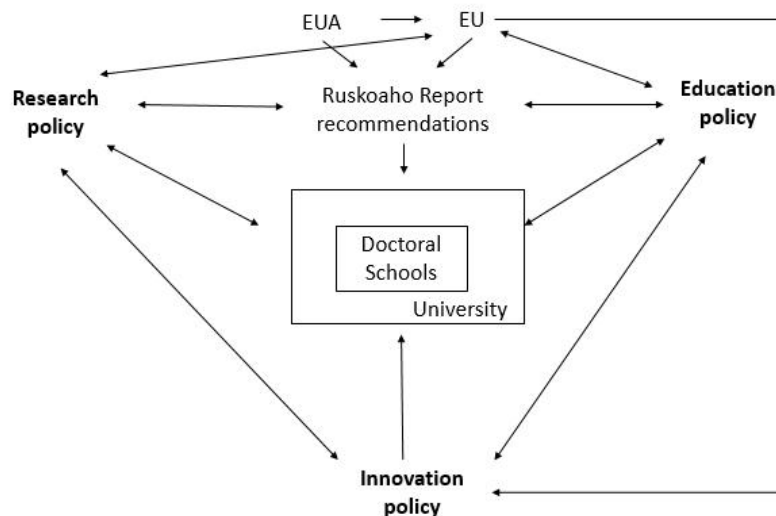 EUA
EU
Research
policy
Ruskoaho Report
recommendations
Education
policy
Doctoral
Schools
University
Innovation
policy